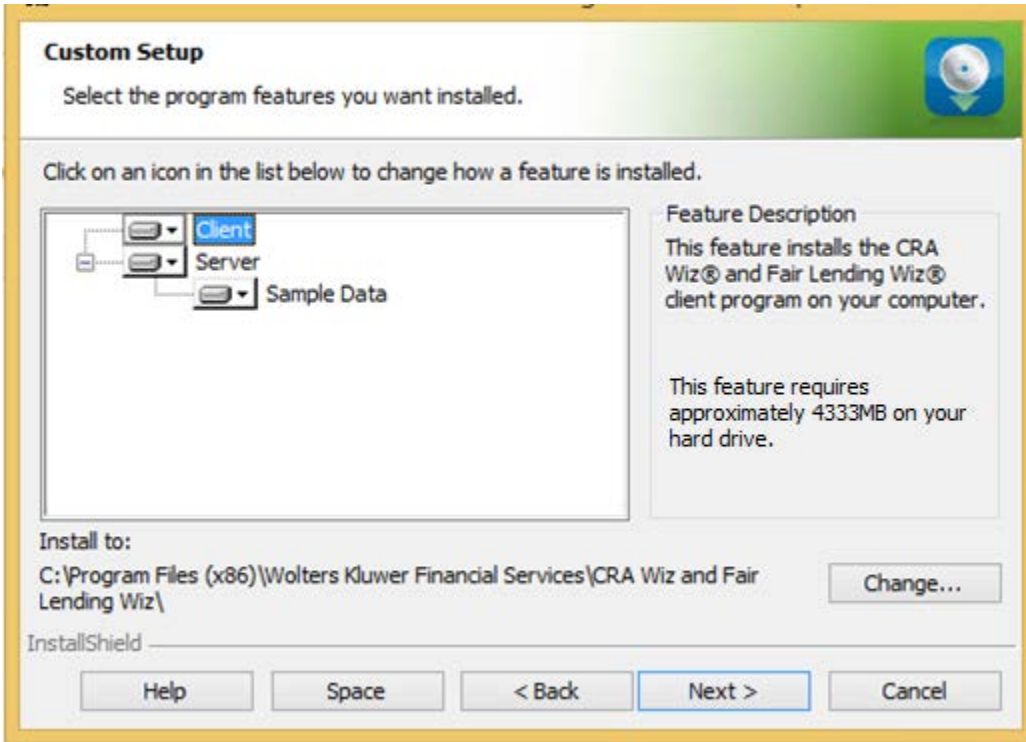 Custom Setup
Select the program features you want installed.
Click on an icon in the list below to change how a feature is installed.
Client
Server
Sample Data
Feature Description
This feature installs the CRA
Wiz® and Fair Lending Wiz®
client program on your computer.
This feature requires
approximately 4333MB on your
hard drive.
Install to:
C:\Program Files (x86)\Wolters Kluwer Financial Services\CRA Wiz and Fair
Lending Wiz\
Change...
InstallShield
Help
Space
< Back
Next >
Cancel